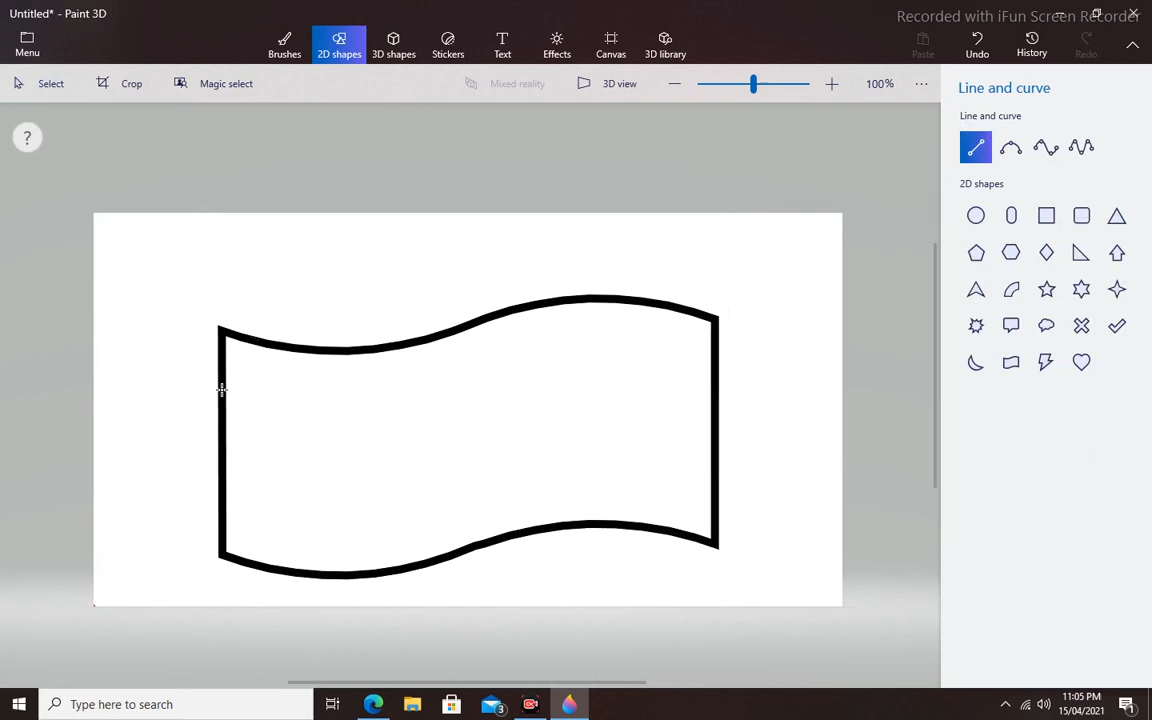 Untitled* - Paint 3D
Recorded with iFun Screen Recorder
Menu
Brushes
2D shapes
3D shapes
Stickers
Text
Effects
Canvas
3D library
Paste
Undo
History
Redo
Select
Crop
Magic select
Mixed reality
3D view
100%
Line and curve
Line and curve
2D shapes
?
Type here to search
3
11:05 PM
15/04/2021
1